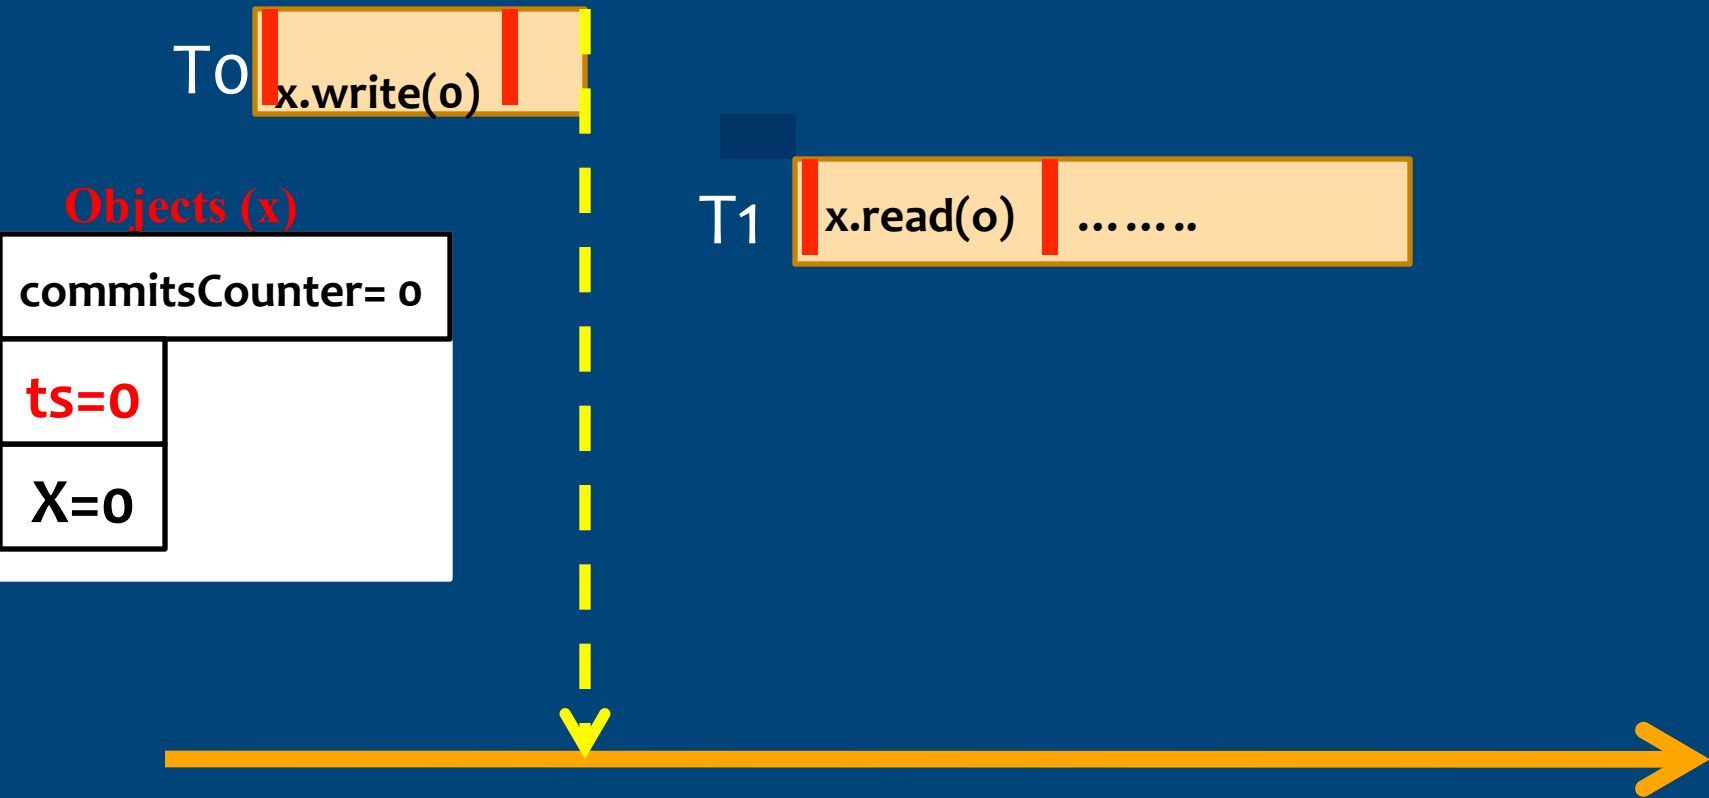 T0
x.write(0)
Objects (x)
T1
x.read(0)
……..
commitsCounter= 0
ts=0
X=0